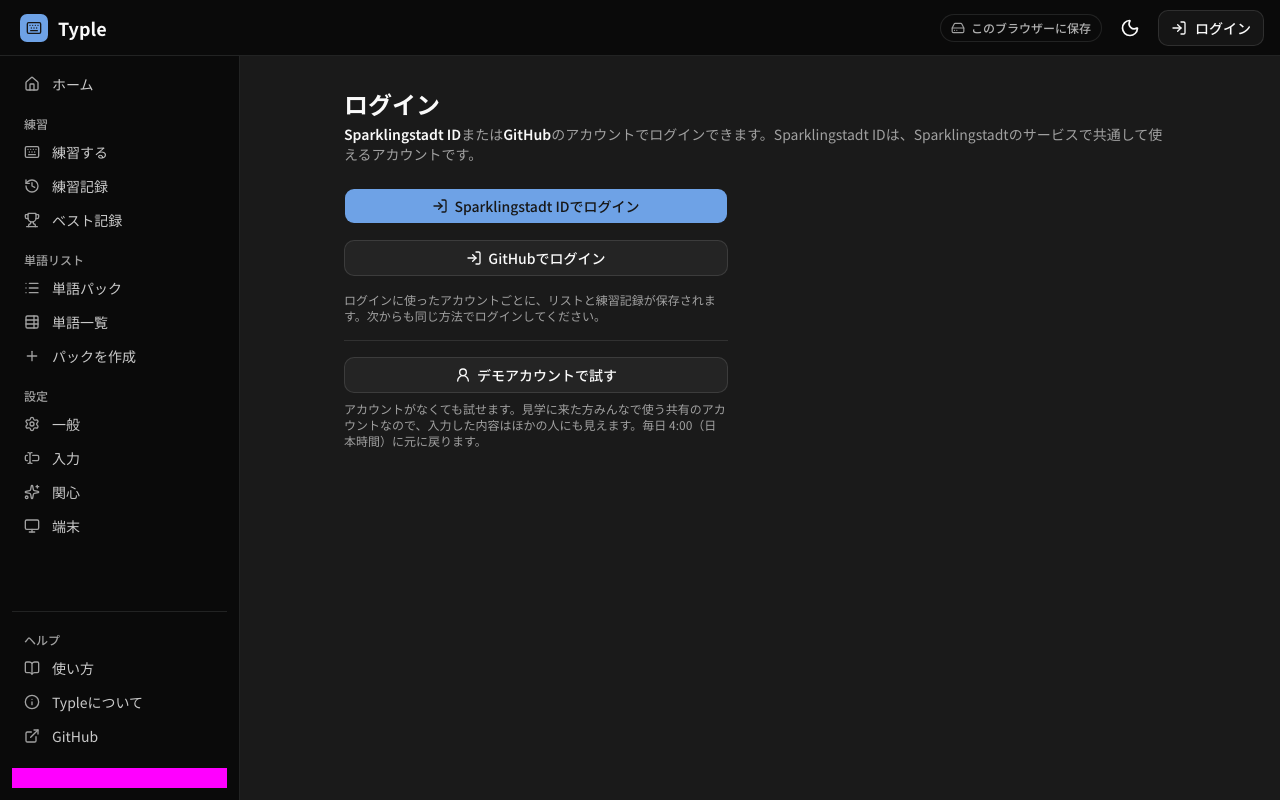 Typle
このブラウザーに保存
ログイン
ホーム
練習
練習する
練習記録
ベスト記録
単語リスト
単語パック
単語一覧
パックを作成
設定
一般
入力
関心
端末
ヘルプ
使い方
Typleについて
GitHub
ログイン
Sparklingstadt IDまたはGitHubのアカウントでログインできます。Sparklingstadt IDは、Sparklingstadtのサービスで共通して使
えるアカウントです。
Sparklingstadt IDでログイン
GitHubでログイン
ログインに使ったアカウントごとに、リストと練習記録が保存されま
す。次からも同じ方法でログインしてください。
デモアカウントで試す
アカウントがなくても試せます。見学に来た方みんなで使う共有のアカ
ウントなので、入力した内容はほかの人にも見えます。毎日 4:00（日
本時間）に元に戻ります。